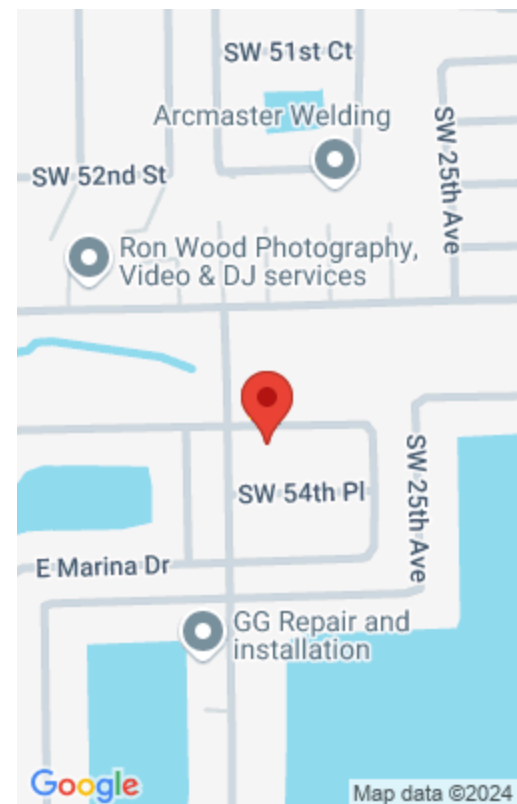 SW 51st Ct
Arcmaster Welding
SW 25th Ave
SW 52nd St
Ron Wood Photography,
Video & DJ services
SW 54th Pl
SW 25th Ave
E Marina Dr
GG Repair and
installation
Google
Map data ©2024